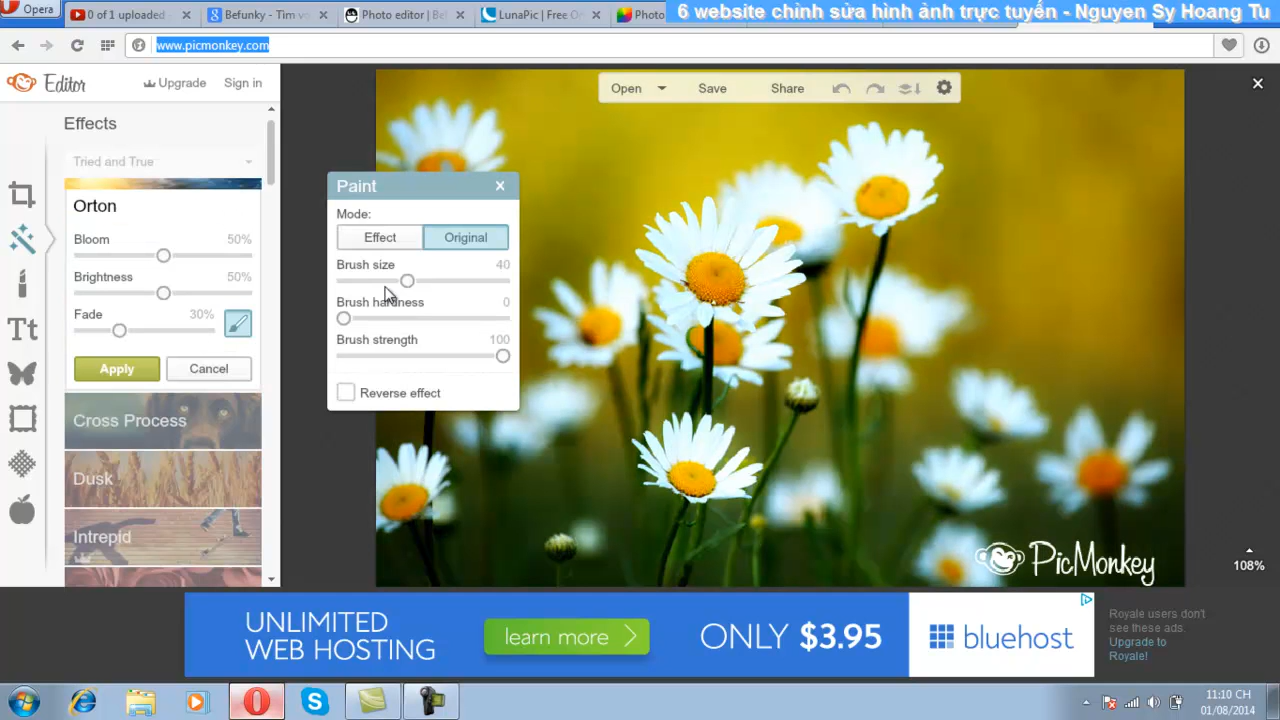 Opera
0 of 1 uploaded -
Befunky - Tim v
Photo editor | Be
LunaPic | Free O
Photo
6 website chỉnh sửa hình ảnh trực tuyến - Nguyen Sy Hoang Tu
www.picmonkey.com
Editor
Upgrade
Sign in
Open
Save
Share
Effects
Tried and True
Orton
Bloom 50%
Brightness 50%
Fade 30%
Apply
Cancel
Cross Process
Dusk
Intrepid
Paint
Mode:
Effect
Original
Brush size 40
Brush hardness 0
Brush strength 100
Reverse effect
PicMonkey
108%
UNLIMITED
WEB HOSTING
learn more
ONLY $3.95
bluehost
Royale users don't
see these ads.
Upgrade to
Royale!
11:10 CH
01/08/2014